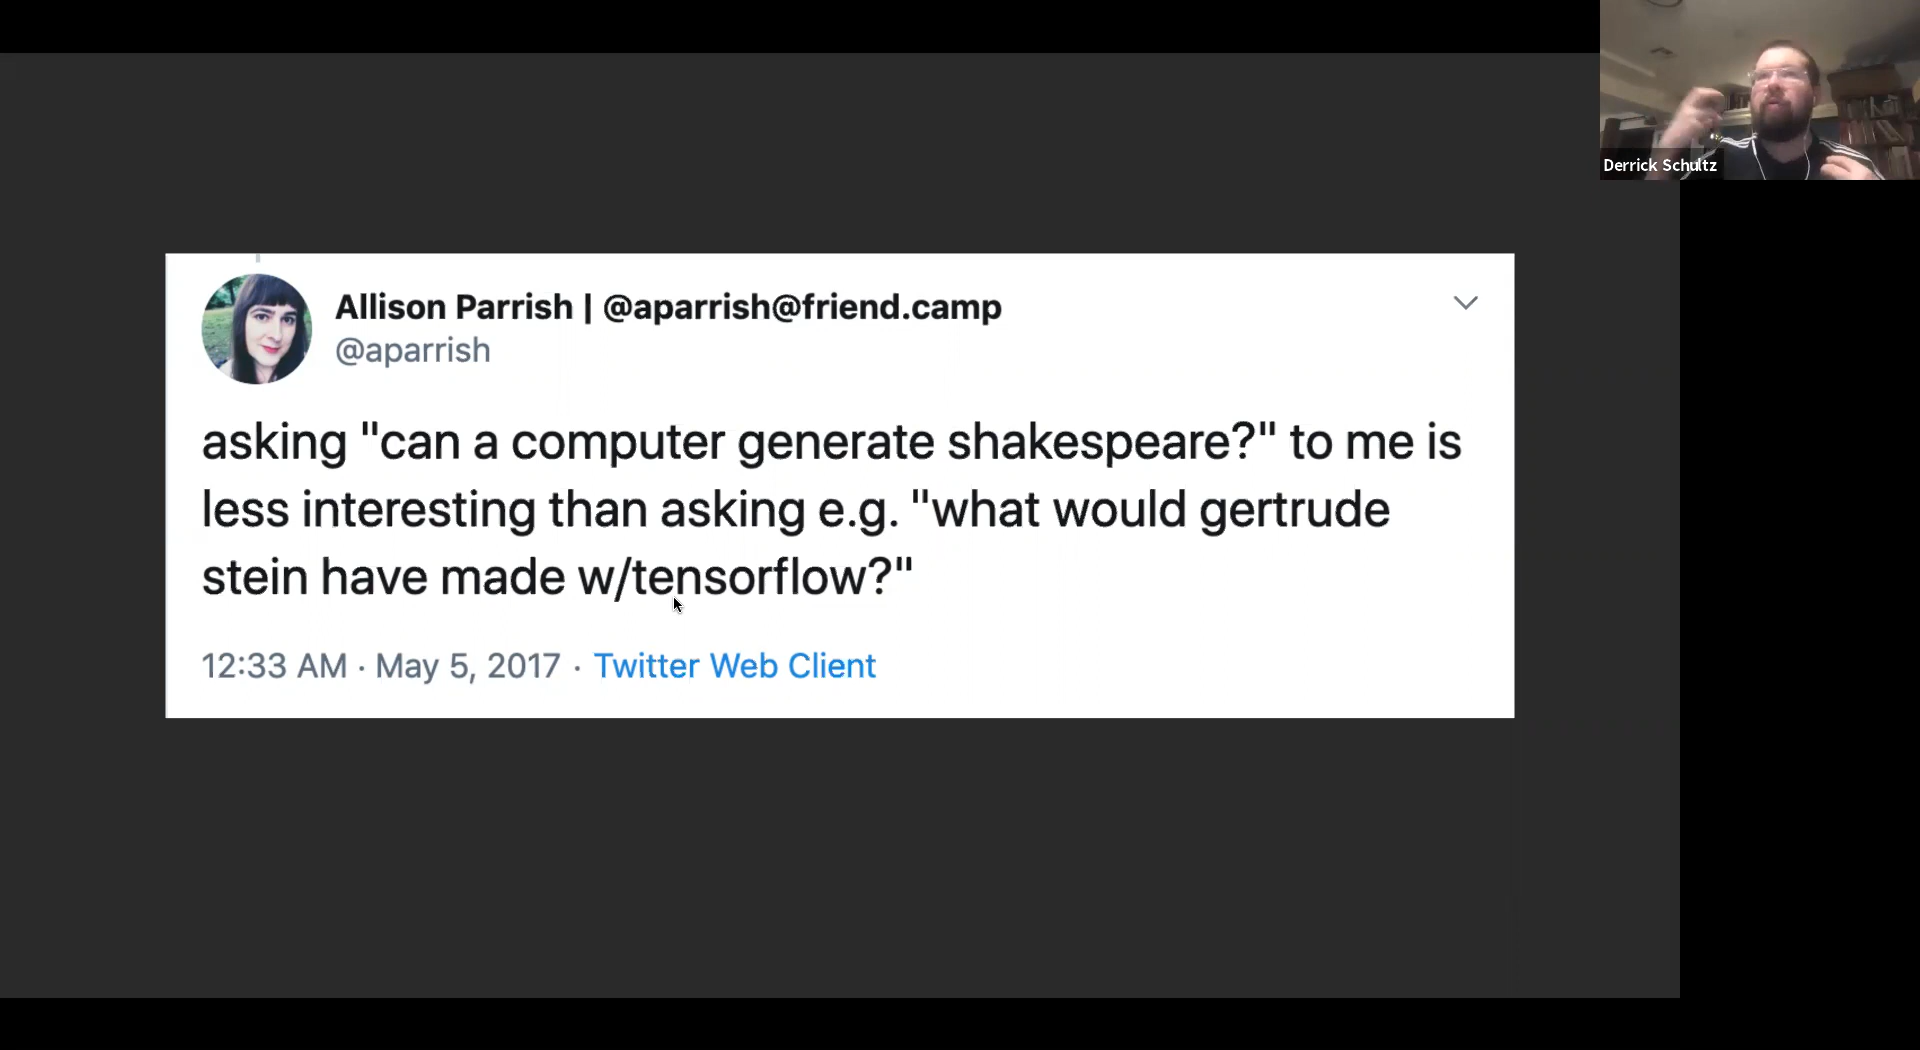 Derrick Schultz
Allison Parrish | @aparrish@friend.camp
@aparrish
asking "can a computer generate shakespeare?" to me is
less interesting than asking e.g. "what would gertrude
stein have made w/tensorflow?"
12:33 AM · May 5, 2017 · Twitter Web Client